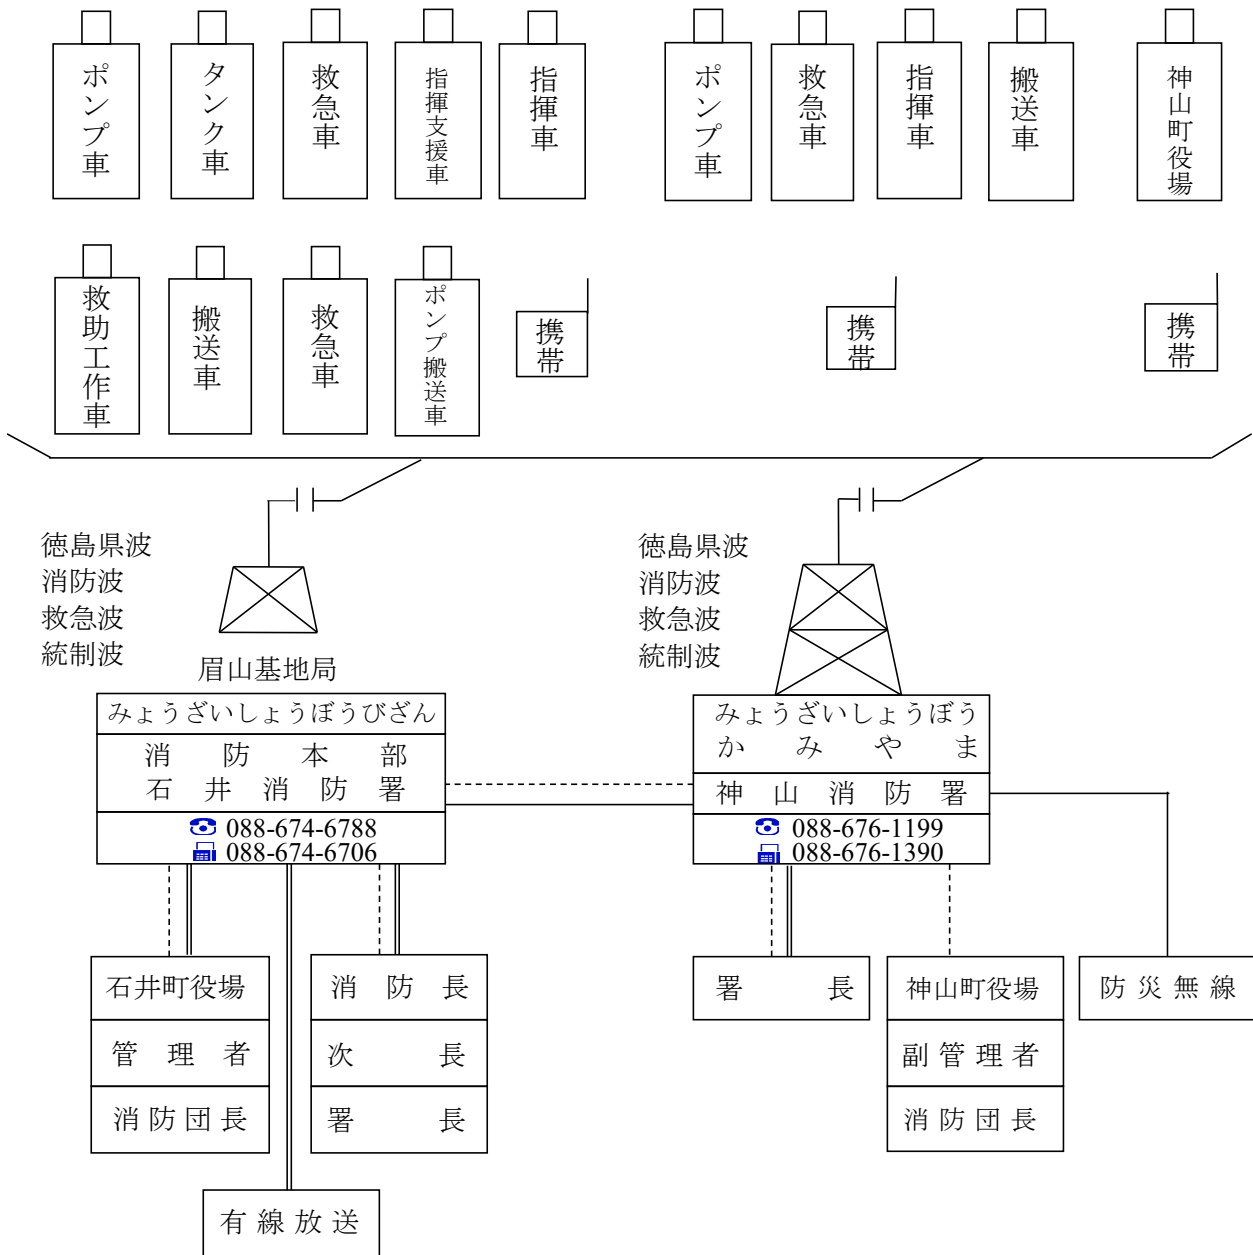 ポンプ車
タンク車
救急車
指揮支援車
指揮車
ポンプ車
救急車
指揮車
搬送車
神山町役場
救助工作車
搬送車
救急車
ポンプ搬送車
携帯
携帯
携帯
徳島県波
消防波
救急波
統制波
眉山基地局
徳島県波
消防波
救急波
統制波
みょうざいしょうぼうびざん
消防本部
石井消防署
088-674-6788
088-674-6706
みょうざいしょうぼう
かみやま
神山消防署
088-676-1199
088-676-1390
石井町役場
管理者
消防団長
消防長
次長
署長
署長
神山町役場
副管理者
消防団長
防災無線
有線放送